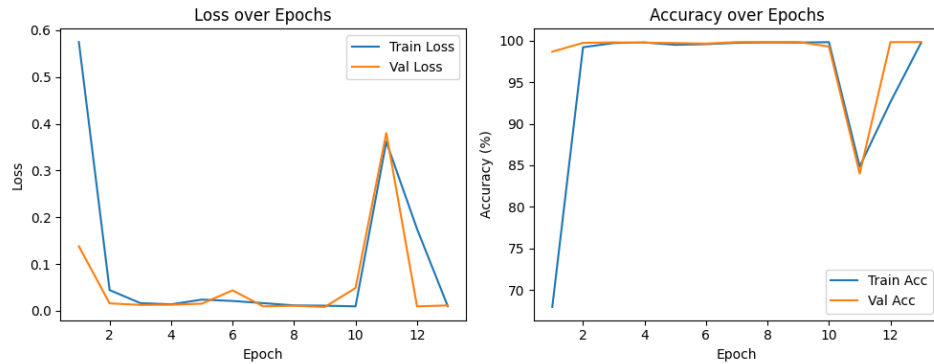 Loss over Epochs
0.6
0.5
0.4
0.3
0.2
0.1
0.0
Loss
2 4 6 8 10 12
Epoch
Train Loss
Val Loss
Accuracy over Epochs
100
95
90
85
80
75
70
Accuracy (%)
2 4 6 8 10 12
Epoch
Train Acc
Val Acc